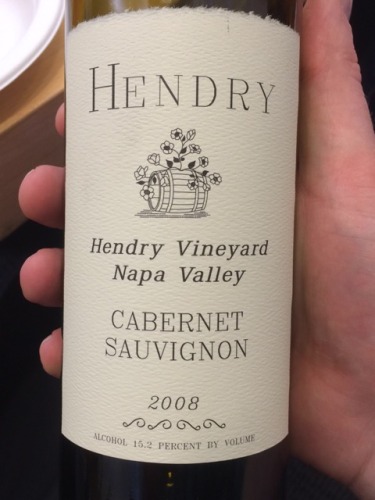 HENDRY
Hendry Vineyard
Napa Valley
CABERNET
SAUVIGNON
2008
ALCOHOL 15.2 PERCENT BY VOLUME